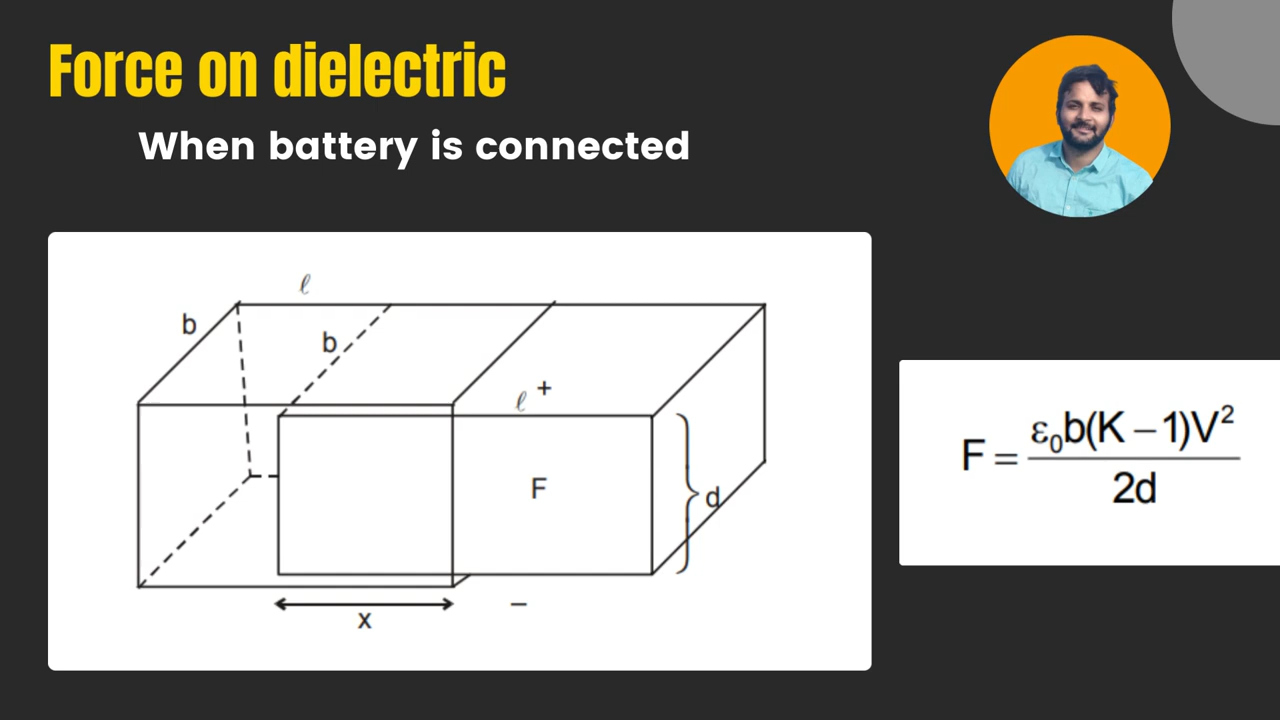 Force on dielectric
When battery is connected
ℓ
b
b
ℓ +
F
d
x
–
F = ε₀b(K – 1)V² / 2d